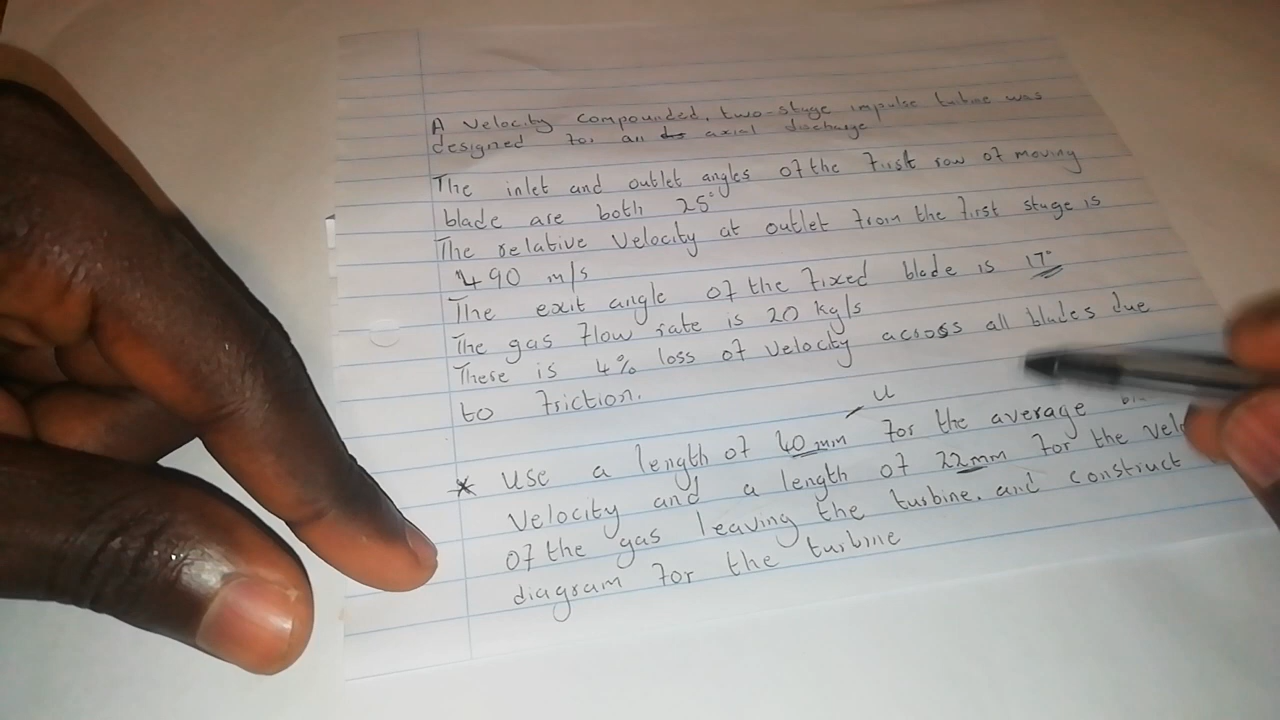 A velocity compounded, two-stage impulse turbine was
designed for an axial discharge
The inlet and outlet angles of the first row of moving
blade are both 25°
The relative velocity at outlet from the first stage is
490 m/s
The exit angle of the fixed blade is 17°
The gas flow rate is 20 kg/s
There is 4% loss of velocity across all blades due
to friction.
u
* Use a length of 40mm for the average
velocity and a length of 22mm for the
of the gas leaving the turbine. and construct
diagram for the turbine